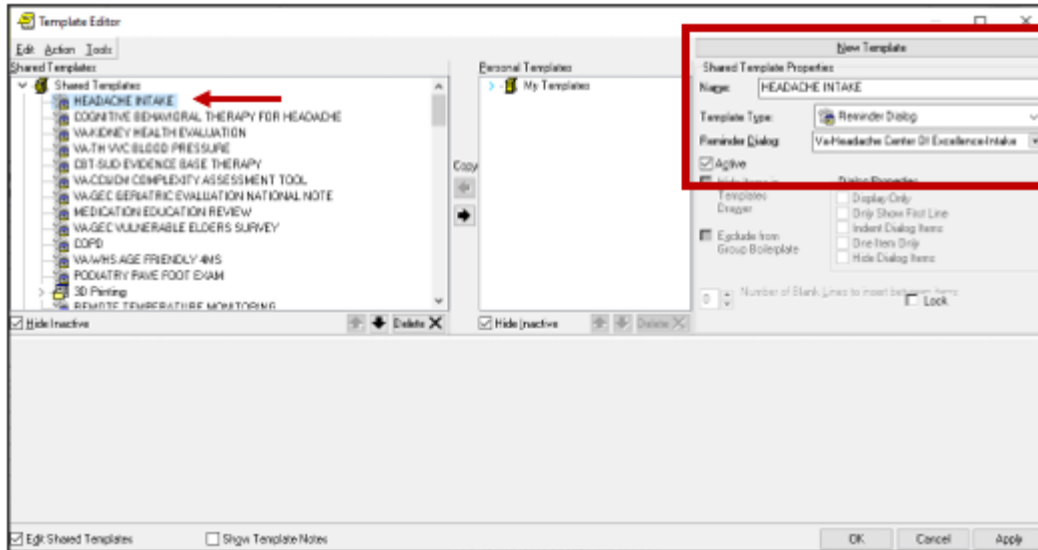 Template Editor
Edit Action Tools
Shared Templates
Shared Templates
HEADACHE INTAKE
COGNITIVE BEHAVIORAL THERAPY FOR HEADACHE
VA-KIDNEY HEALTH EVALUATION
VA-TH VVC BLOOD PRESSURE
CBT-SUD EVIDENCE BASE THERAPY
VA-COVCM COMPLEXITY ASSESSMENT TOOL
VA-GEC GERIATRIC EVALUATION NATIONAL NOTE
MEDICATION EDUCATION REVIEW
VA-GEC VULNERABLE ELDERS SURVEY
COPD
VA-WHS AGE FRIENDLY 4MS
PODIATRY PAVE FOOT EXAM
3D Printing
REMOTE TEMPERATURE MONITORING
Hide Inactive
Delete
Copy
Personal Templates
My Templates
Hide Inactive
Delete
New Template
Shared Template Properties
Name: HEADACHE INTAKE
Template Type: Reminder Dialog
Reminder Dialog: Va-Headache Center Of Excellence-Intake
Active
Hide Items in
Templates
Drawer
Exclude from
Group Boilerplate
Dialog Properties
Display Only
Only Show First Line
Indent Dialog Items
One Item Only
Hide Dialog Items
0 Number of Blank Lines to insert between items
Lock
Edit Shared Templates
Show Template Notes
OK Cancel Apply